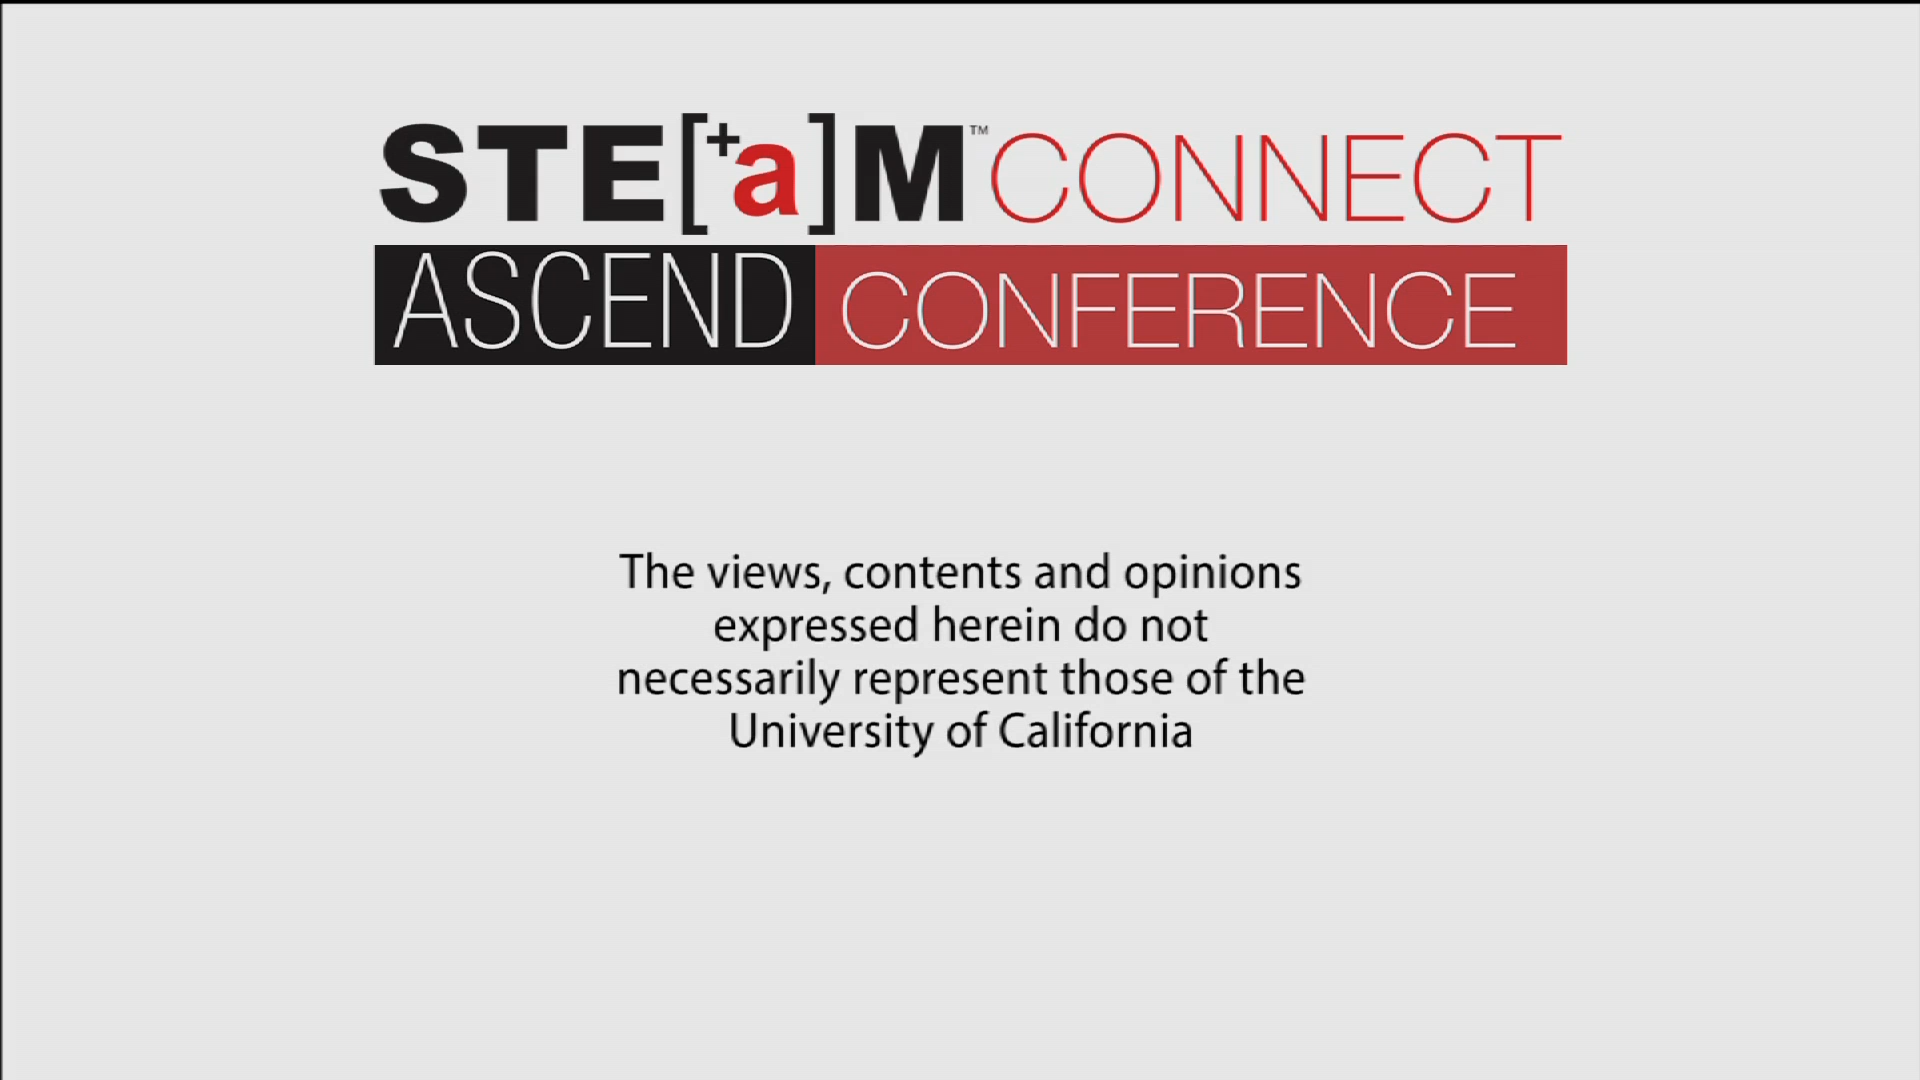 STE[+a]M™CONNECT
ASCEND CONFERENCE
The views, contents and opinions
expressed herein do not
necessarily represent those of the
University of California